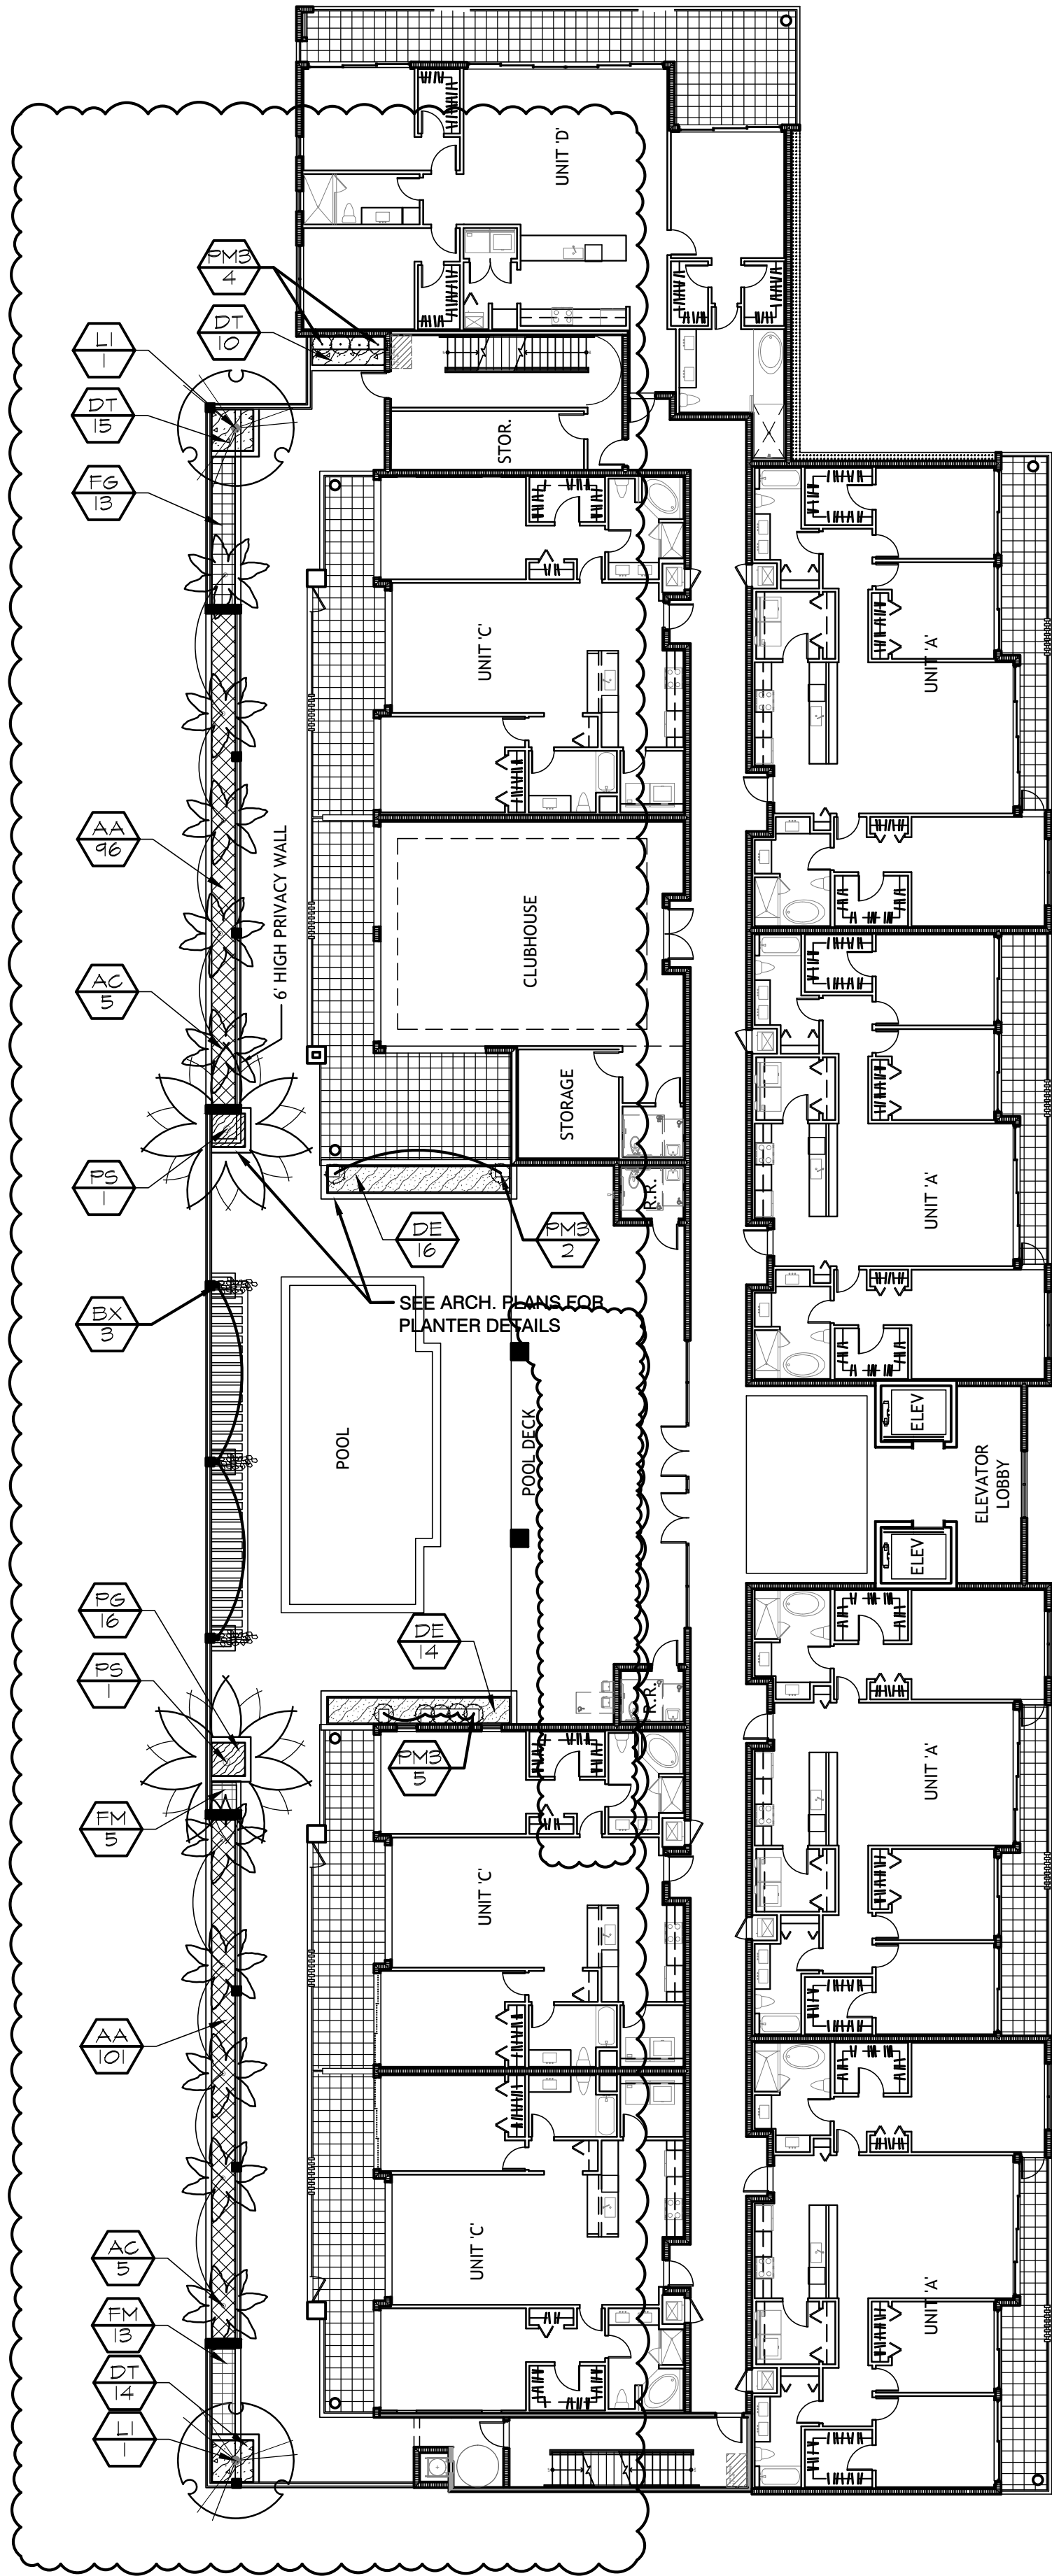 UNIT 'D'
PM3
4
DT
10
LI
1
DT
15
FG
13
STOR.
UNIT 'C'
UNIT 'A'
AA
96
6' HIGH PRIVACY WALL
CLUBHOUSE
AC
5
STORAGE
PS
1
DE
16
PM3
2
R.R.
UNIT 'A'
BX
3
SEE ARCH. PLANS FOR
PLANTER DETAILS
POOL
POOL DECK
ELEV
ELEVATOR
LOBBY
ELEV
PG
16
PS
1
DE
14
R.R.
PM3
5
FM
5
UNIT 'C'
UNIT 'A'
AA
101
UNIT 'C'
UNIT 'A'
AC
5
FM
13
DT
14
LI
1